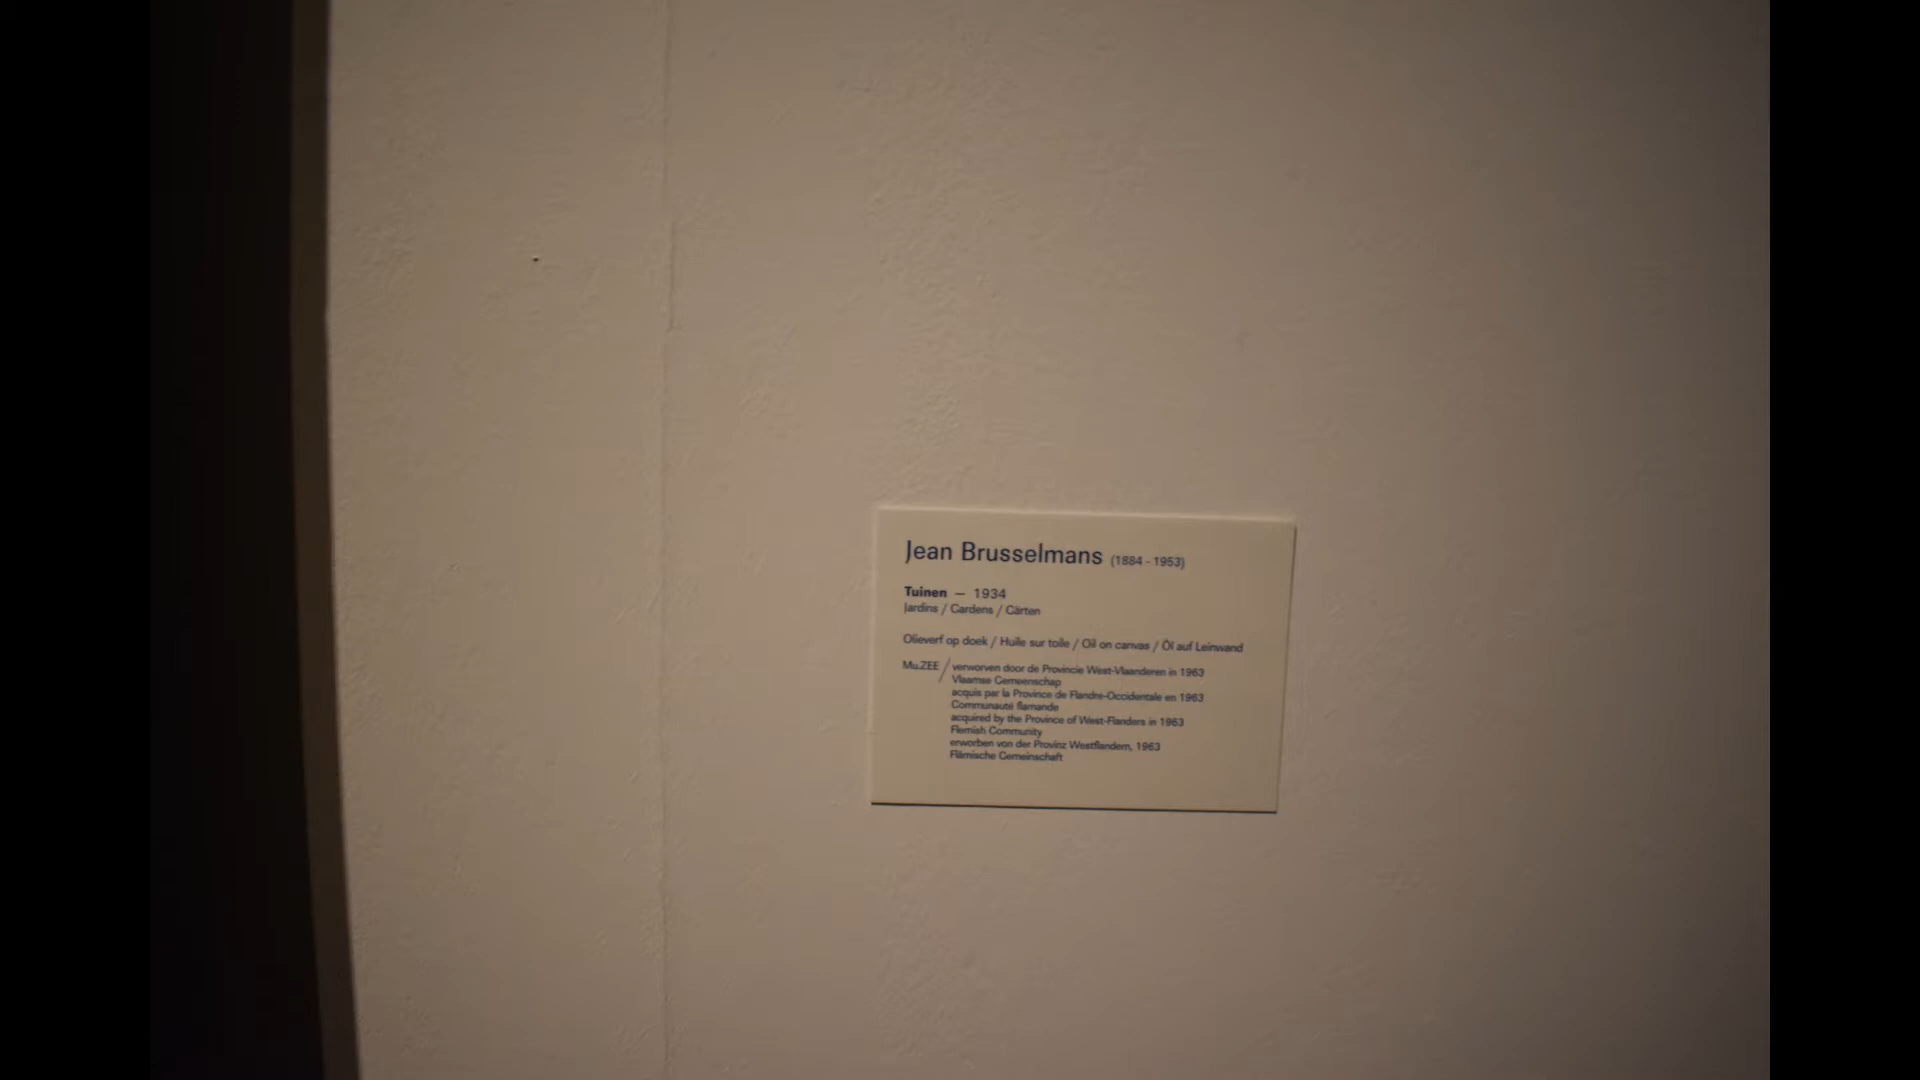 Jean Brusselmans (1884 - 1953)
Tuinen — 1934
Jardins / Gardens / Gärten
Olieverf op doek / Huile sur toile / Oil on canvas / Öl auf Leinwand
Mu.ZEE / verworven door de Provincie West-Vlaanderen in 1963
Vlaamse Gemeenschap
acquis par la Province de Flandre-Occidentale en 1963
Communauté flamande
acquired by the Province of West-Flanders in 1963
Flemish Community
erworben von der Provinz Westflandern, 1963
Flämische Gemeinschaft